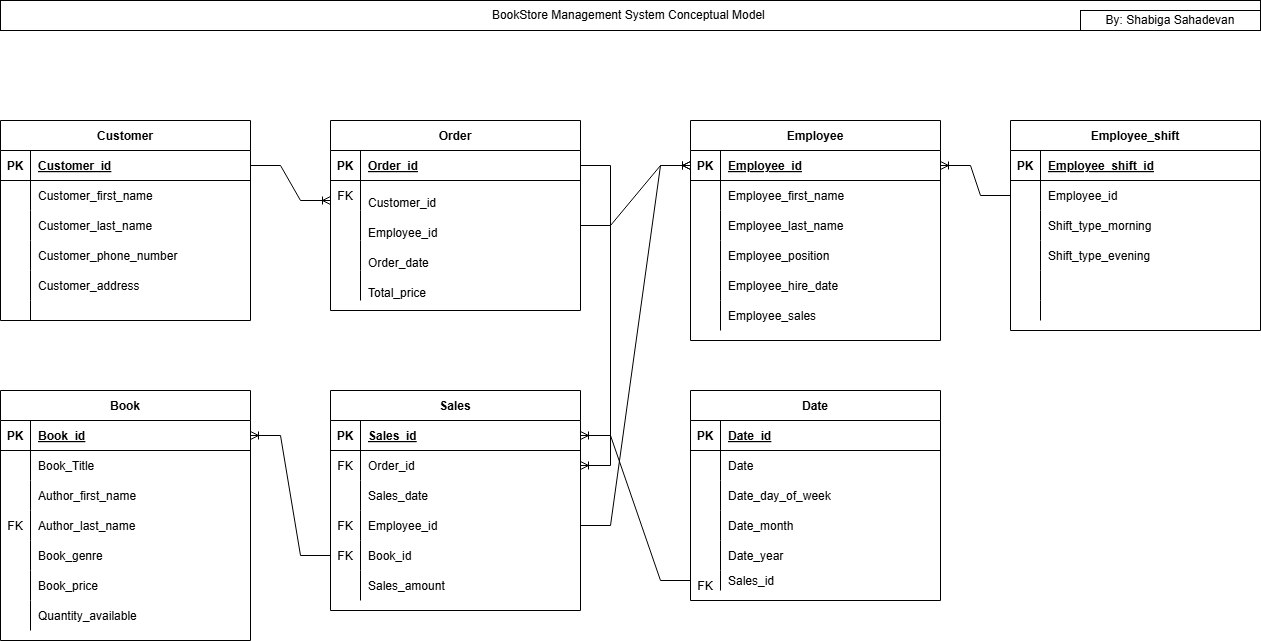 BookStore Management System Conceptual Model
By: Shabiga Sahadevan
Customer
PK Customer_id
Customer_first_name
Customer_last_name
Customer_phone_number
Customer_address
Order
PK Order_id
FK Customer_id
Employee_id
Order_date
Total_price
Employee
PK Employee_id
Employee_first_name
Employee_last_name
Employee_position
Employee_hire_date
Employee_sales
Employee_shift
PK Employee_shift_id
Employee_id
Shift_type_morning
Shift_type_evening
Book
PK Book_id
Book_Title
Author_first_name
FK Author_last_name
Book_genre
Book_price
Quantity_available
Sales
PK Sales_id
FK Order_id
Sales_date
FK Employee_id
FK Book_id
Sales_amount
Date
PK Date_id
Date
Date_day_of_week
Date_month
Date_year
FK Sales_id